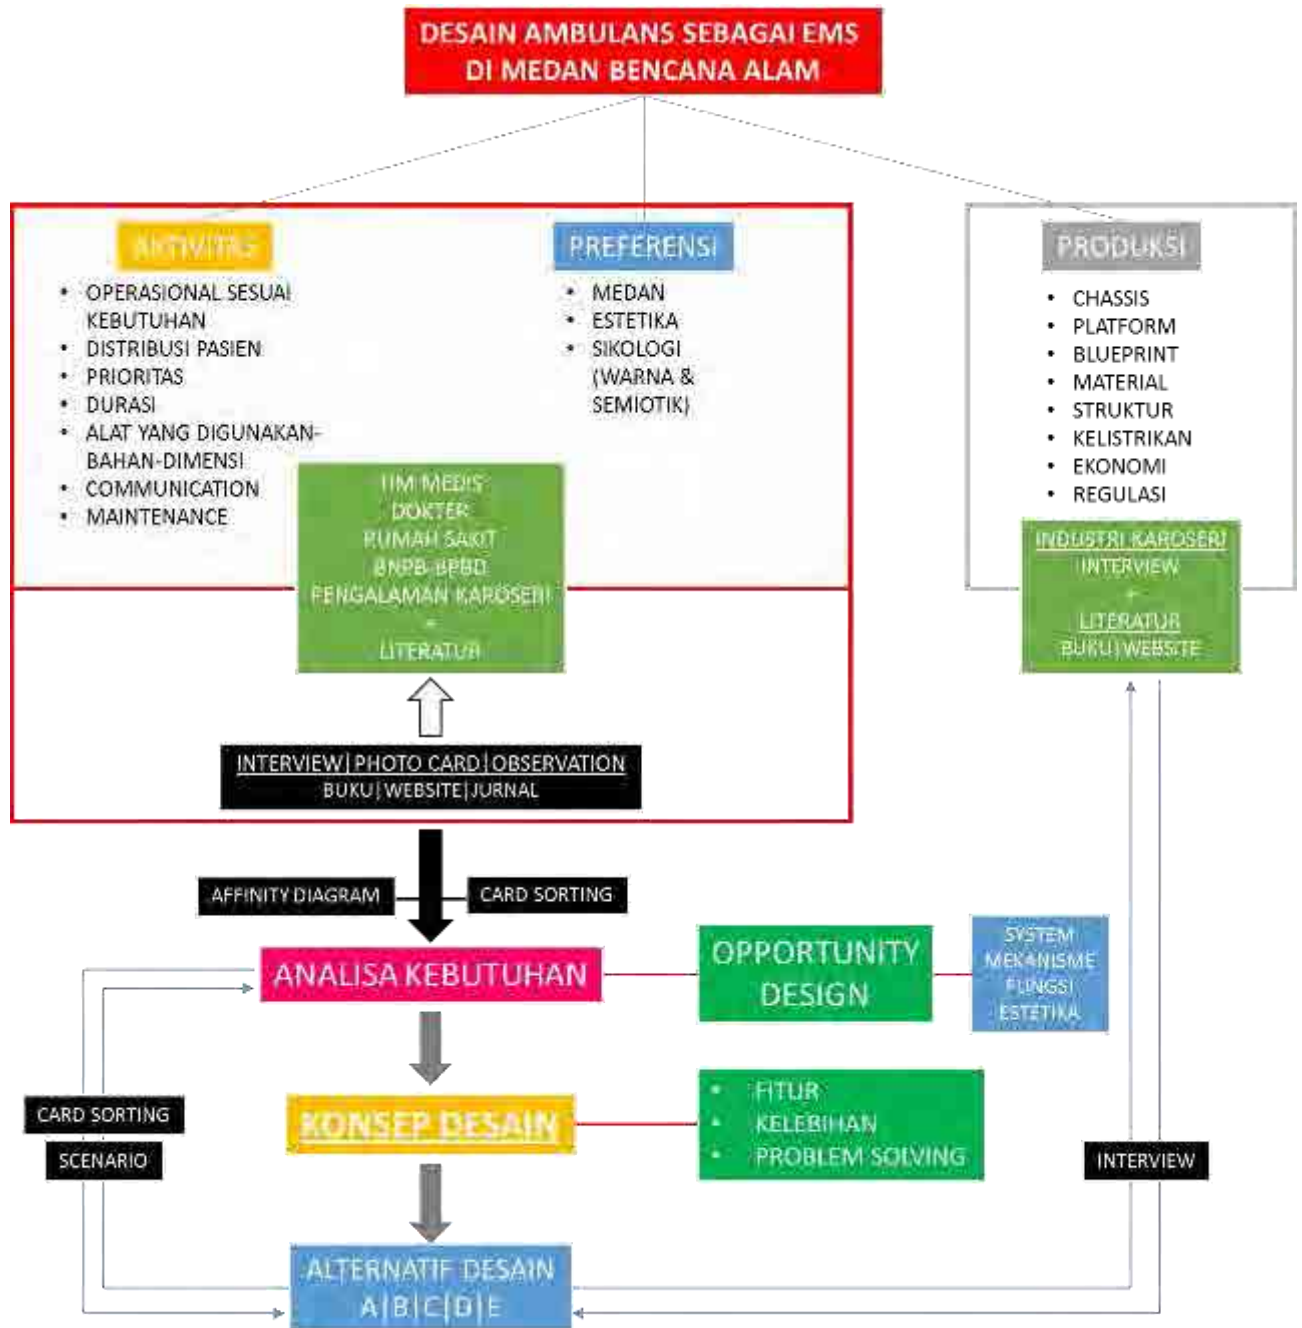 DESAIN AMBULANS SEBAGAI EMS
DI MEDAN BENCANA ALAM
AKTIVITAS
• OPERASIONAL SESUAI
KEBUTUHAN
• DISTRIBUSI PASIEN
• PRIORITAS
• DURASI
• ALAT YANG DIGUNAKAN-
BAHAN-DIMENSI
• COMMUNICATION
• MAINTENANCE
PREFERENSI
• MEDAN
• ESTETIKA
• SIKOLOGI
(WARNA &
SEMIOTIK)
PRODUKSI
• CHASSIS
• PLATFORM
• BLUEPRINT
• MATERIAL
• STRUKTUR
• KELISTRIKAN
• EKONOMI
• REGULASI
TIM MEDIS
DOKTER
RUMAH SAKIT
BNPB-BPBD
PENGALAMAN KAROSERI
+
LITERATUR
INDUSTRI KAROSERI
INTERVIEW
+
LITERATUR
BUKU|WEBSITE
INTERVIEW|PHOTO CARD|OBSERVATION
BUKU|WEBSITE|JURNAL
AFFINITY DIAGRAM
CARD SORTING
ANALISA KEBUTUHAN
OPPORTUNITY
DESIGN
SYSTEM
MEKANISME
FUNGSI
ESTETIKA
KONSEP DESAIN
• FITUR
• KELEBIHAN
• PROBLEM SOLVING
CARD SORTING
SCENARIO
INTERVIEW
ALTERNATIF DESAIN
A|B|C|D|E